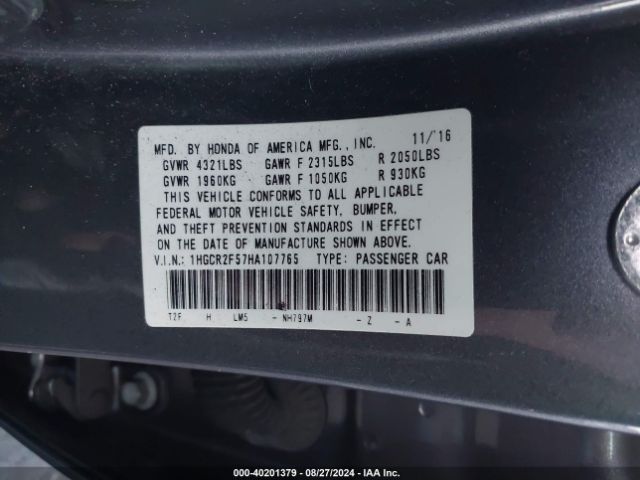 MFD. BY HONDA OF AMERICA MFG., INC. 11/'16
GVWR 4321LBS GAWR F 2315LBS R 2050LBS
GVWR 1960KG GAWR F 1050KG R 930KG
THIS VEHICLE CONFORMS TO ALL APPLICABLE
FEDERAL MOTOR VEHICLE SAFETY, BUMPER,
AND THEFT PREVENTION STANDARDS IN EFFECT
ON THE DATE OF MANUFACTURE SHOWN ABOVE.
V.I.N.: 1HGCR2F57HA107765 TYPE: PASSENGER CAR
T2F H LM5 - NH797M - Z - A
000-40201379 - 08/27/2024 - IAA Inc.